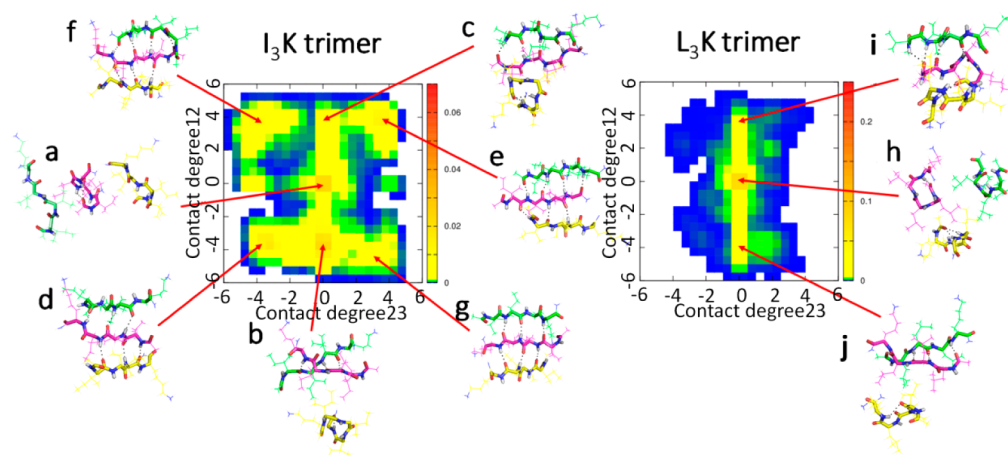 f
I₃K trimer
c
L₃K trimer
i
a
e
h
d
b
g
j
Contact degree12
6
4
2
0
-2
-4
-6
-6 -4 -2 0 2 4 6
Contact degree23
0.06
0.04
0.02
0
Contact degree12
6
4
2
0
-2
-4
-6
-6 -4 -2 0 2 4 6
Contact degree23
0.2
0.1
0